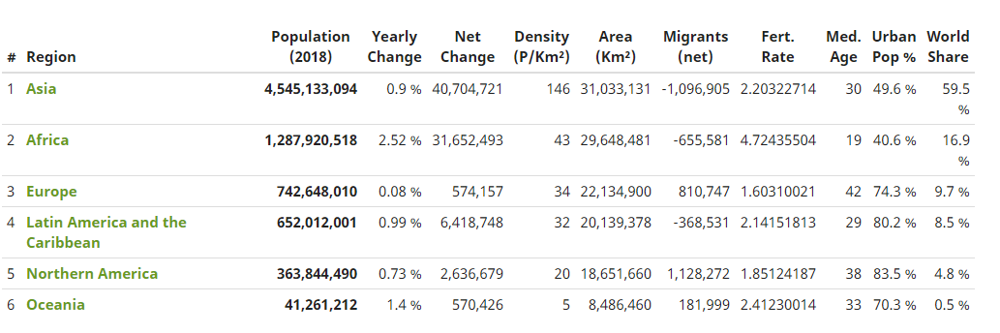 # Region Population (2018) Yearly Change Net Change Density (P/Km²) Area (Km²) Migrants (net) Fert. Rate Med. Age Urban Pop % World Share
1 Asia 4,545,133,094 0.9 % 40,704,721 146 31,033,131 -1,096,905 2.20322714 30 49.6 % 59.5 %
2 Africa 1,287,920,518 2.52 % 31,652,493 43 29,648,481 -655,581 4.72435504 19 40.6 % 16.9 %
3 Europe 742,648,010 0.08 % 574,157 34 22,134,900 810,747 1.60310021 42 74.3 % 9.7 %
4 Latin America and the Caribbean 652,012,001 0.99 % 6,418,748 32 20,139,378 -368,531 2.14151813 29 80.2 % 8.5 %
5 Northern America 363,844,490 0.73 % 2,636,679 20 18,651,660 1,128,272 1.85124187 38 83.5 % 4.8 %
6 Oceania 41,261,212 1.4 % 570,426 5 8,486,460 181,999 2.41230014 33 70.3 % 0.5 %